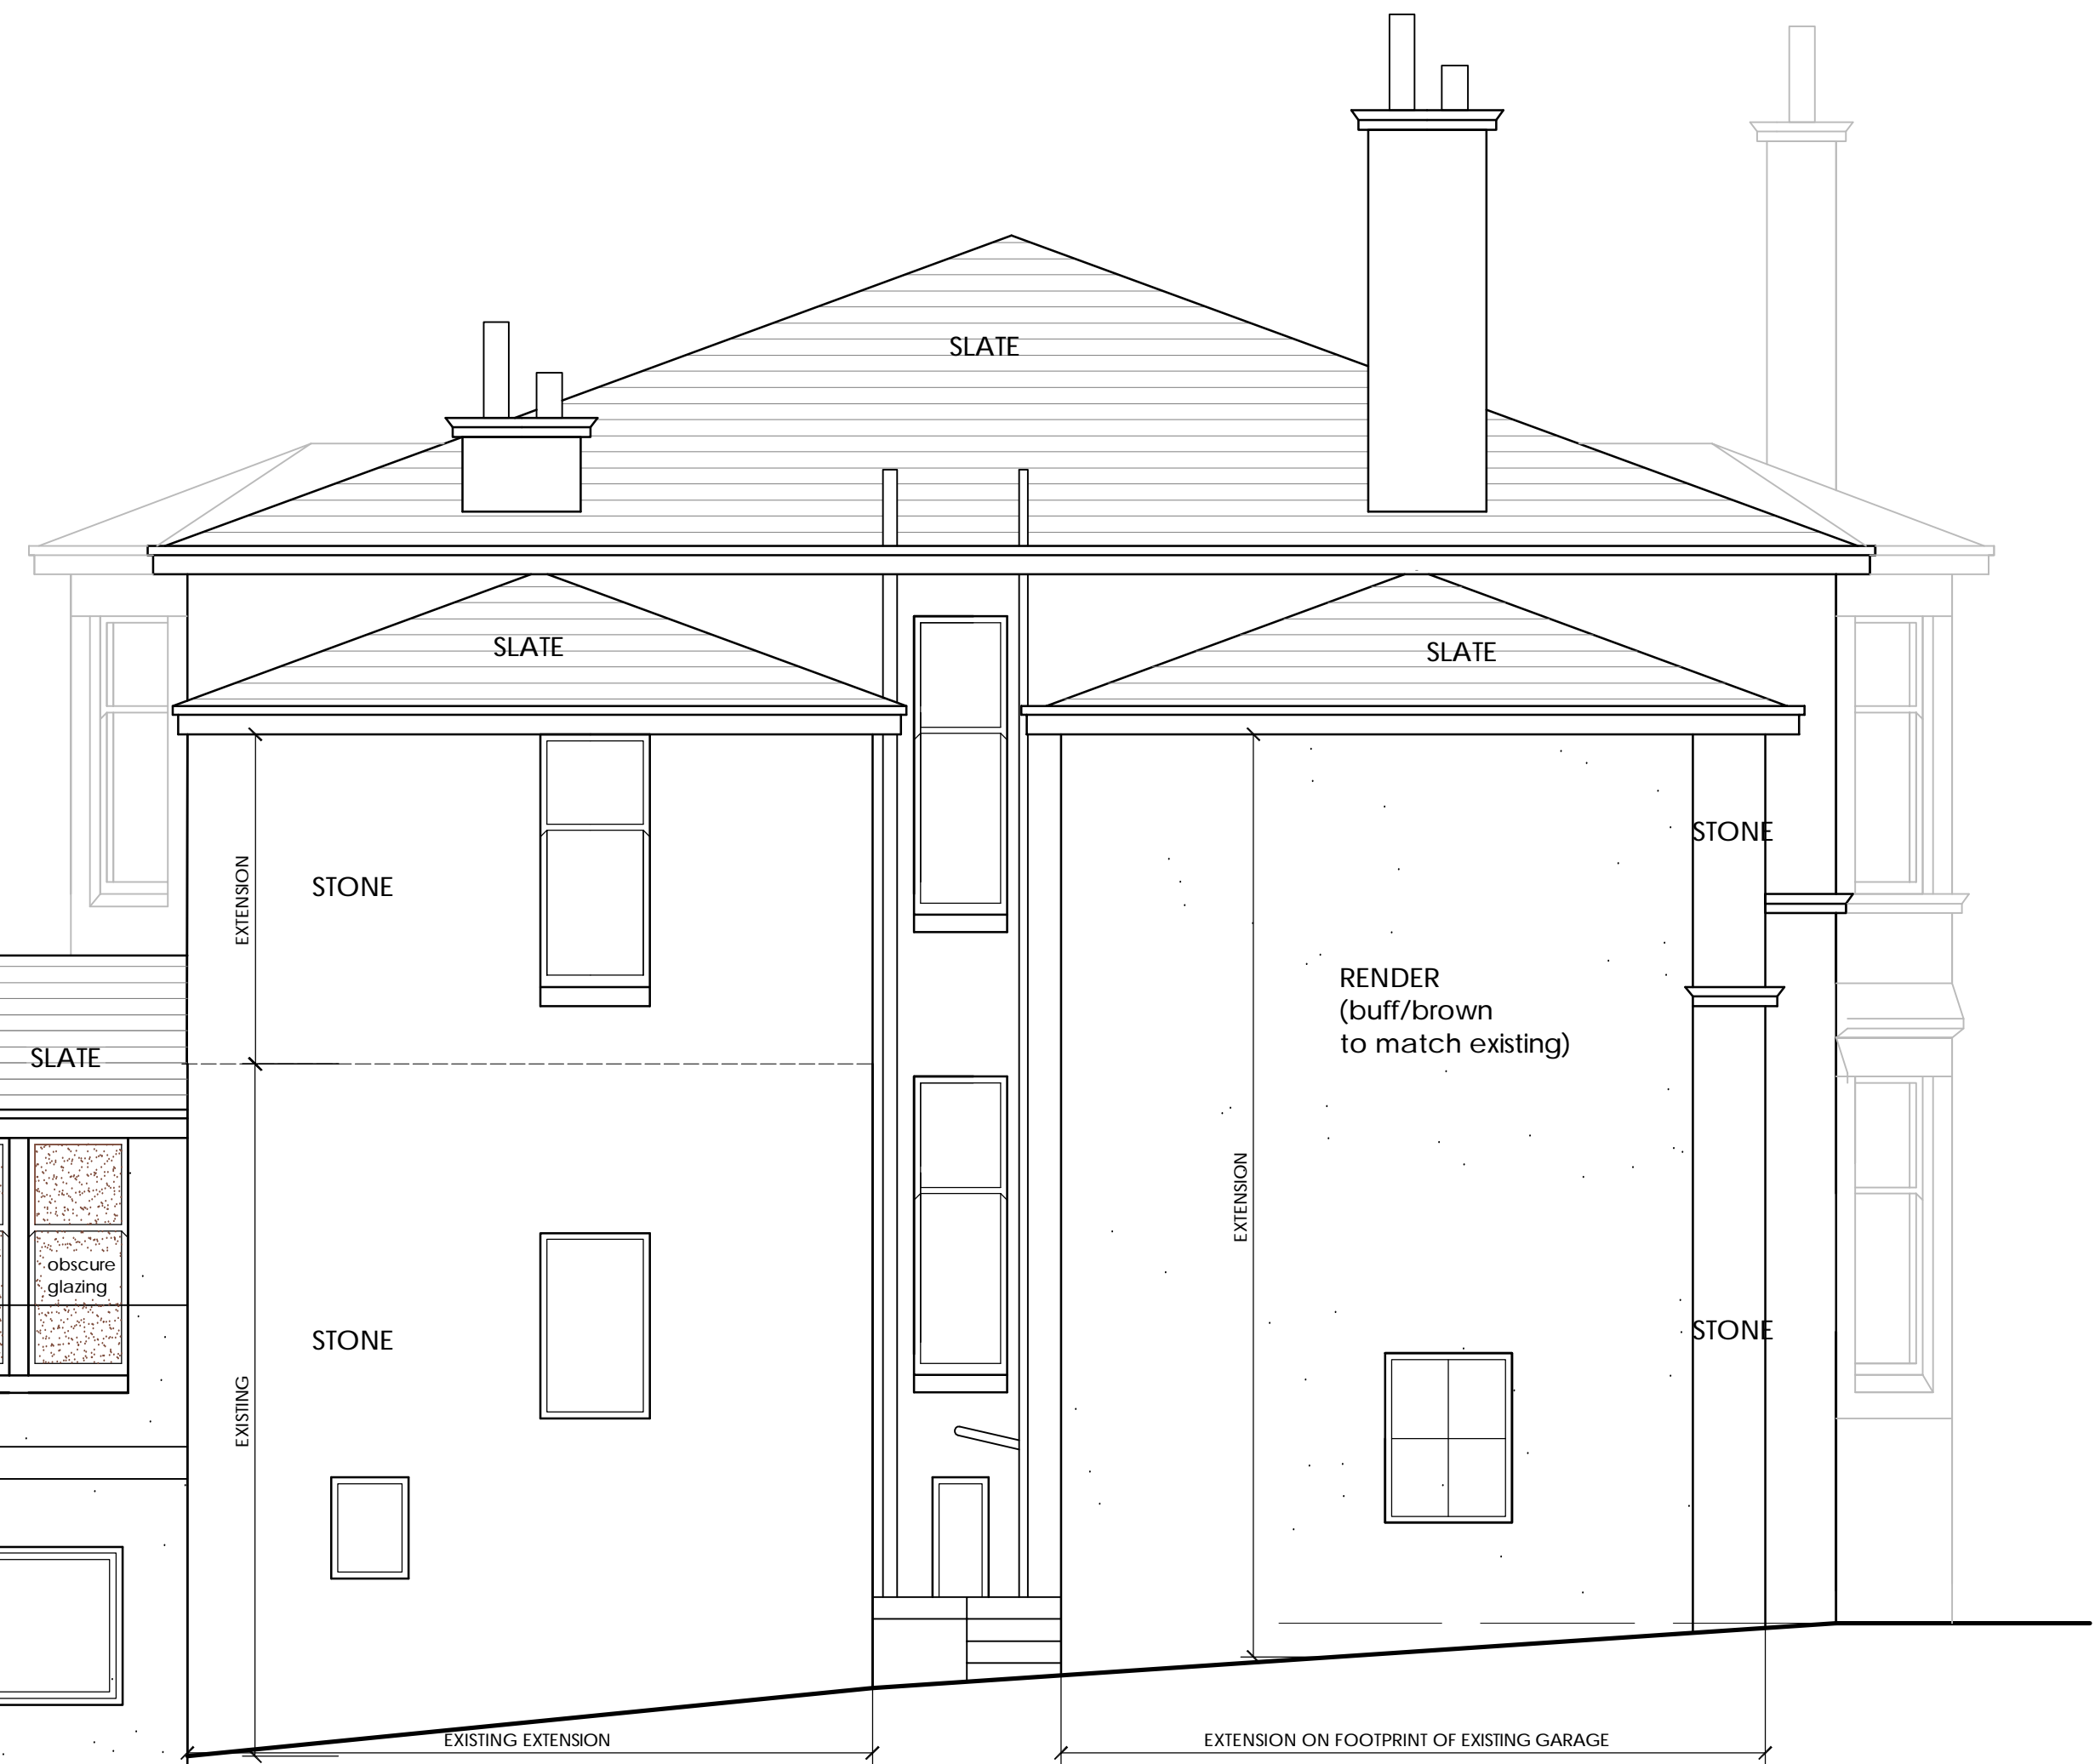 SLATE
SLATE
SLATE
STONE
EXTENSION
STONE
RENDER
(buff/brown
to match existing)
SLATE
EXTENSION
obscure
glazing
STONE
STONE
EXISTING
EXISTING EXTENSION
EXTENSION ON FOOTPRINT OF EXISTING GARAGE